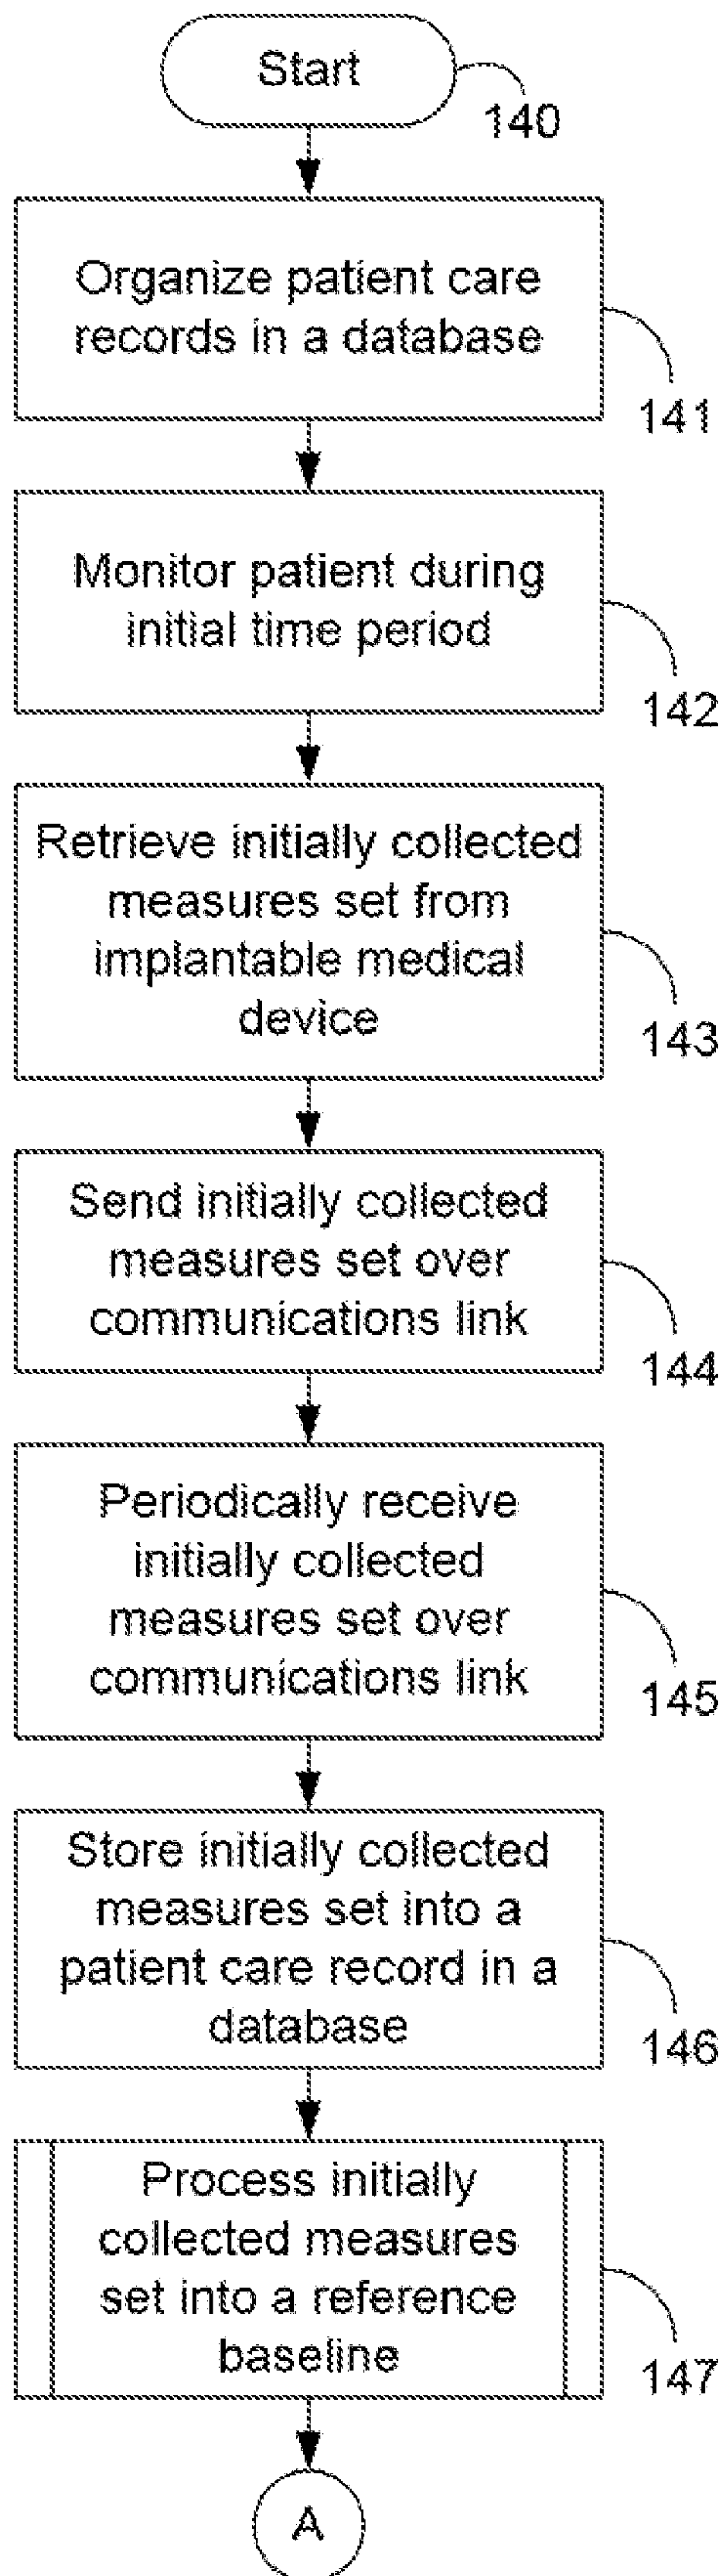 Start
140
Organize patient care
records in a database
141
Monitor patient during
initial time period
142
Retrieve initially collected
measures set from
implantable medical
device
143
Send initially collected
measures set over
communications link
144
Periodically receive
initially collected
measures set over
communications link
145
Store initially collected
measures set into a
patient care record in a
database
146
Process initially
collected measures
set into a reference
baseline
147
A